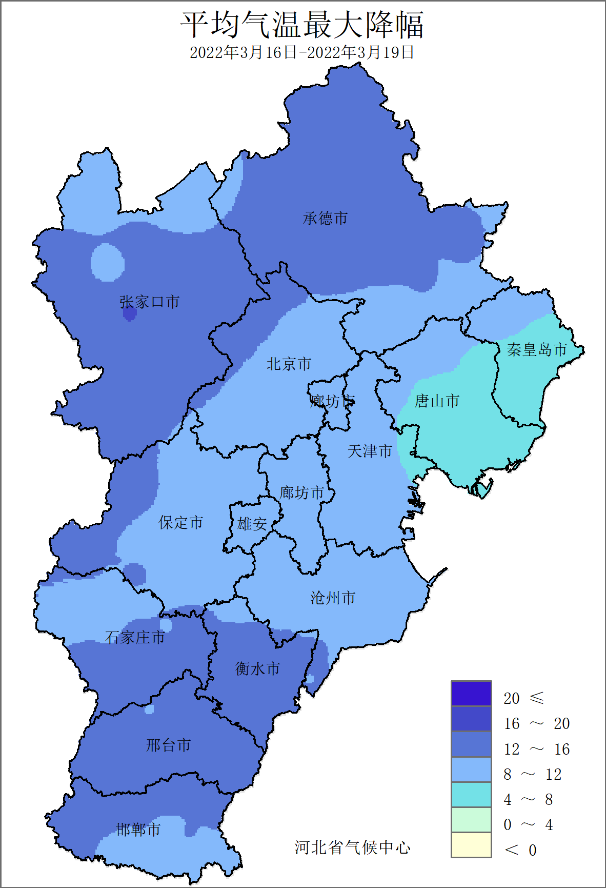 平均气温最大降幅
2022年3月16日-2022年3月19日
承德市
张家口市
秦皇岛市
北京市
廊坊市
唐山市
天津市
廊坊市
保定市
雄安
沧州市
石家庄市
衡水市
邢台市
邯郸市
20 ≤
16 ～ 20
12 ～ 16
8 ～ 12
4 ～ 8
0 ～ 4
＜ 0
河北省气候中心